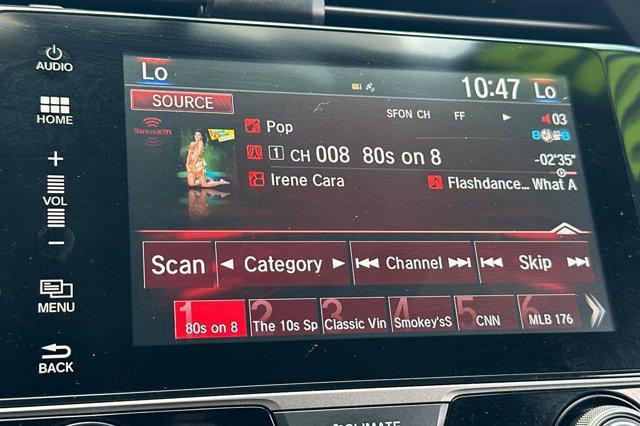 AUDIO
HOME
+
VOL
−
MENU
BACK
Lo
10:47
Lo
SOURCE
SFON CH
FF
03
SiriusXM
Pop
1 CH 008 80s on 8
-02'35"
Irene Cara
Flashdance... What A
Scan
Category
Channel
Skip
1 80s on 8
2 The 10s Sp
3 Classic Vin
4 Smokey'sS
5 CNN
6 MLB 176
CLIMATE